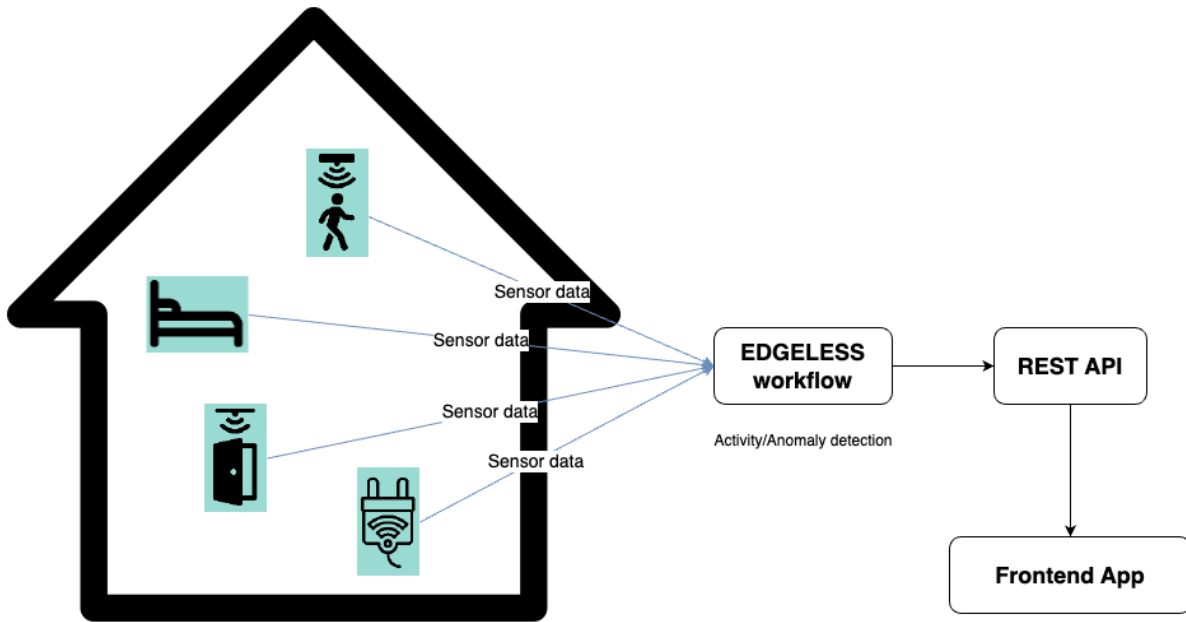 Sensor data
Sensor data
Sensor data
Sensor data
EDGELESS
workflow
Activity/Anomaly detection
REST API
Frontend App